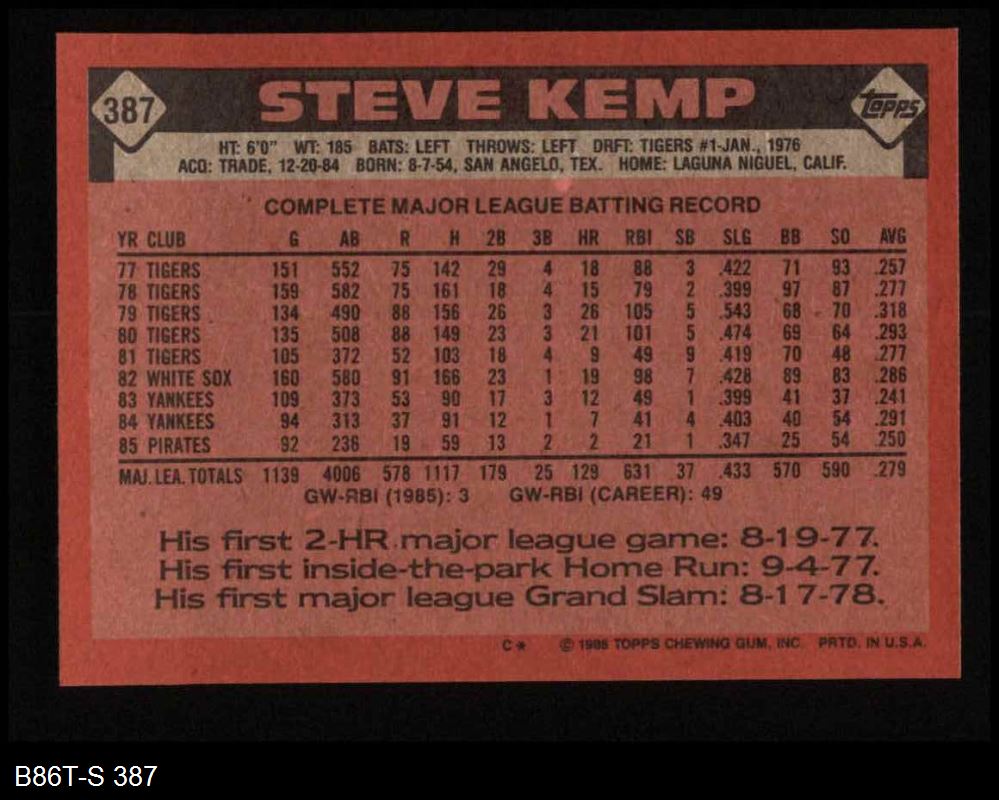 387
STEVE KEMP
Topps
HT: 6'0" WT: 185 BATS: LEFT THROWS: LEFT DRFT: TIGERS #1-JAN., 1976
ACQ: TRADE, 12-20-84 BORN: 8-7-54, SAN ANGELO, TEX. HOME: LAGUNA NIGUEL, CALIF.
COMPLETE MAJOR LEAGUE BATTING RECORD
YR CLUB G AB R H 2B 3B HR RBI SB SLG BB SO AVG
77 TIGERS 151 552 75 142 29 4 18 88 3 .422 71 93 .257
78 TIGERS 159 582 75 161 18 4 15 79 2 .399 97 87 .277
79 TIGERS 134 490 88 156 26 3 26 105 5 .543 68 70 .318
80 TIGERS 135 508 88 149 23 3 21 101 5 .474 69 64 .293
81 TIGERS 105 372 52 103 18 4 9 49 9 .419 70 48 .277
82 WHITE SOX 160 580 91 166 23 1 19 98 7 .428 89 83 .286
83 YANKEES 109 373 53 90 17 3 12 49 1 .399 41 37 .241
84 YANKEES 94 313 37 91 12 1 7 41 4 .403 40 54 .291
85 PIRATES 92 236 19 59 13 2 2 21 1 .347 25 54 .250
MAJ. LEA. TOTALS 1139 4006 578 1117 179 25 129 631 37 .433 570 590 .279
GW-RBI (1985): 3 GW-RBI (CAREER): 49
His first 2-HR major league game: 8-19-77.
His first inside-the-park Home Run: 9-4-77.
His first major league Grand Slam: 8-17-78.
C* © 1986 TOPPS CHEWING GUM, INC. PRTD. IN U.S.A.
B86T-S 387